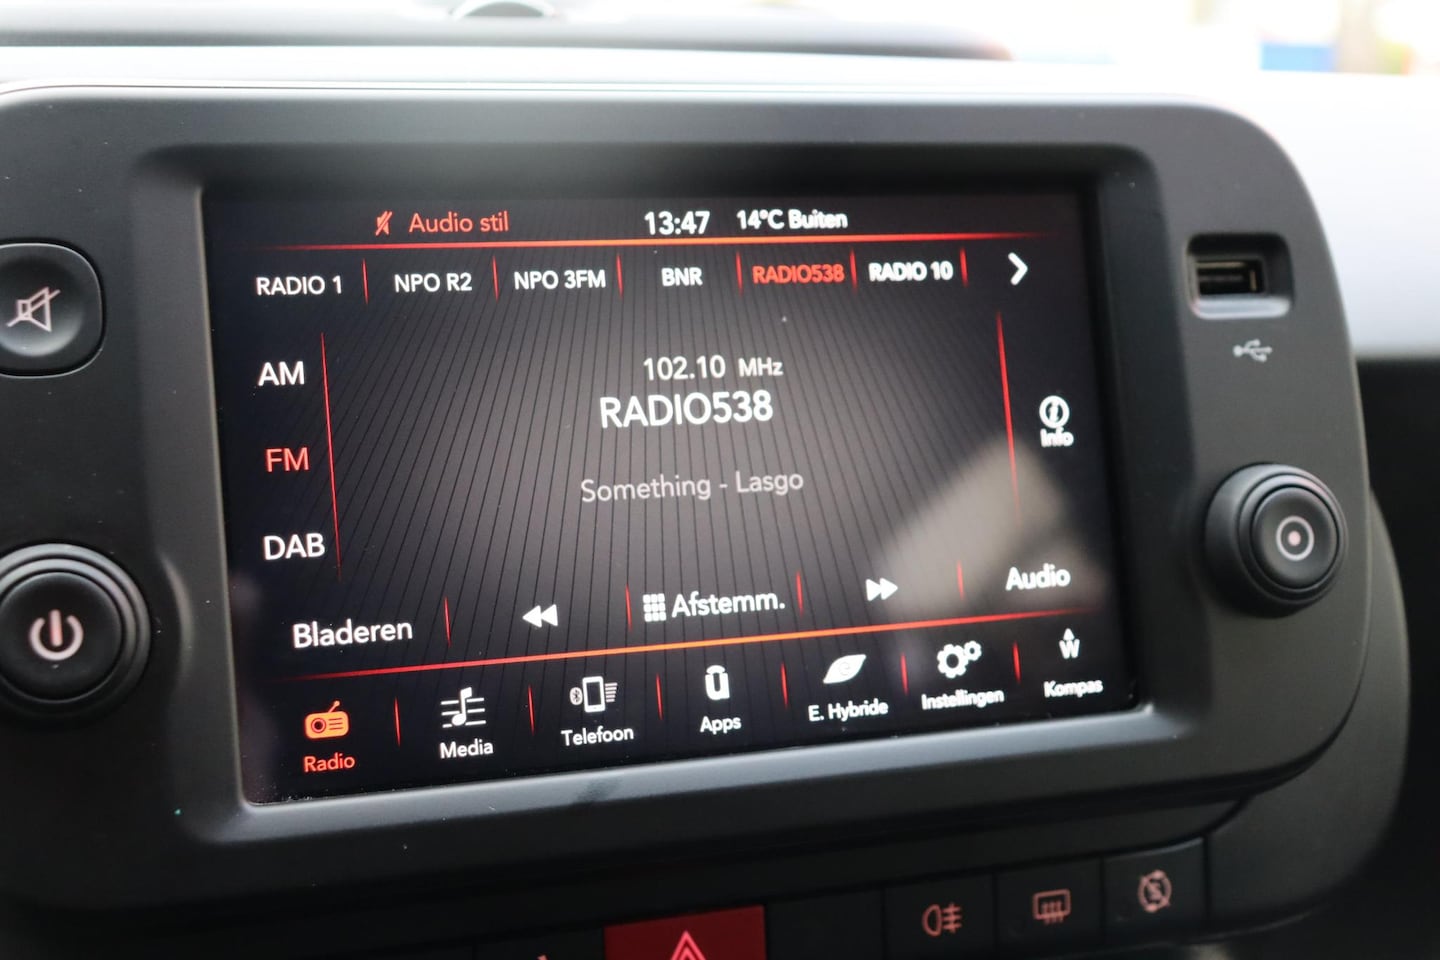 Audio stil 13:47 14°C Buiten
RADIO 1 NPO R2 NPO 3FM BNR RADIO538 RADIO 10
AM
102.10 MHz
RADIO538
Info
FM
Something - Lasgo
DAB
Bladeren Afstemm. Audio
Radio Media Telefoon Apps E. Hybride Instellingen W Kompas